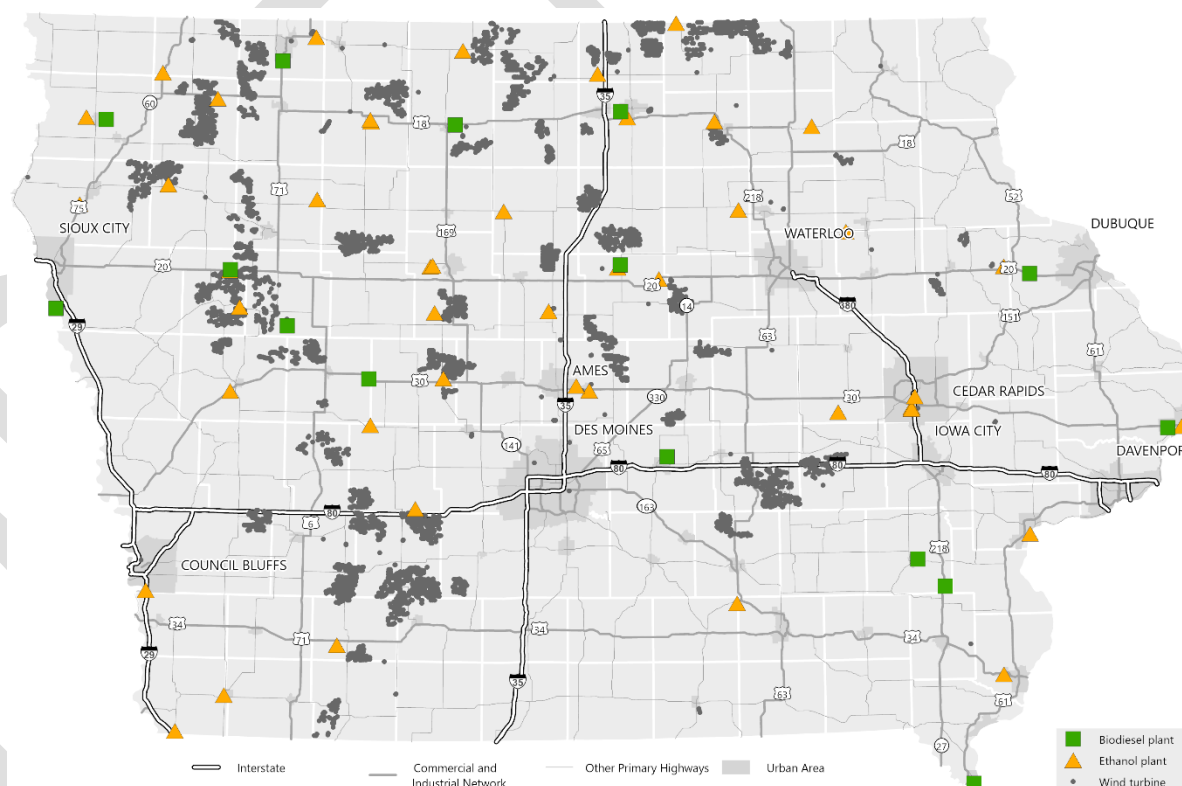 35
60
18
18
71
218
52
75
SIOUX CITY
DUBUQUE
169
WATERLOO
20
20
20
29
14
380
151
63
61
AMES
30
30
330
CEDAR RAPIDS
35
DES MOINES
IOWA CITY
141
65
DAVENPOR
80
80
80
80
163
6
218
COUNCIL BLUFFS
34
34
34
71
29
35
63
61
27
Biodiesel plant
Ethanol plant
Wind turbine
Interstate
Commercial and
Industrial Network
Other Primary Highways
Urban Area